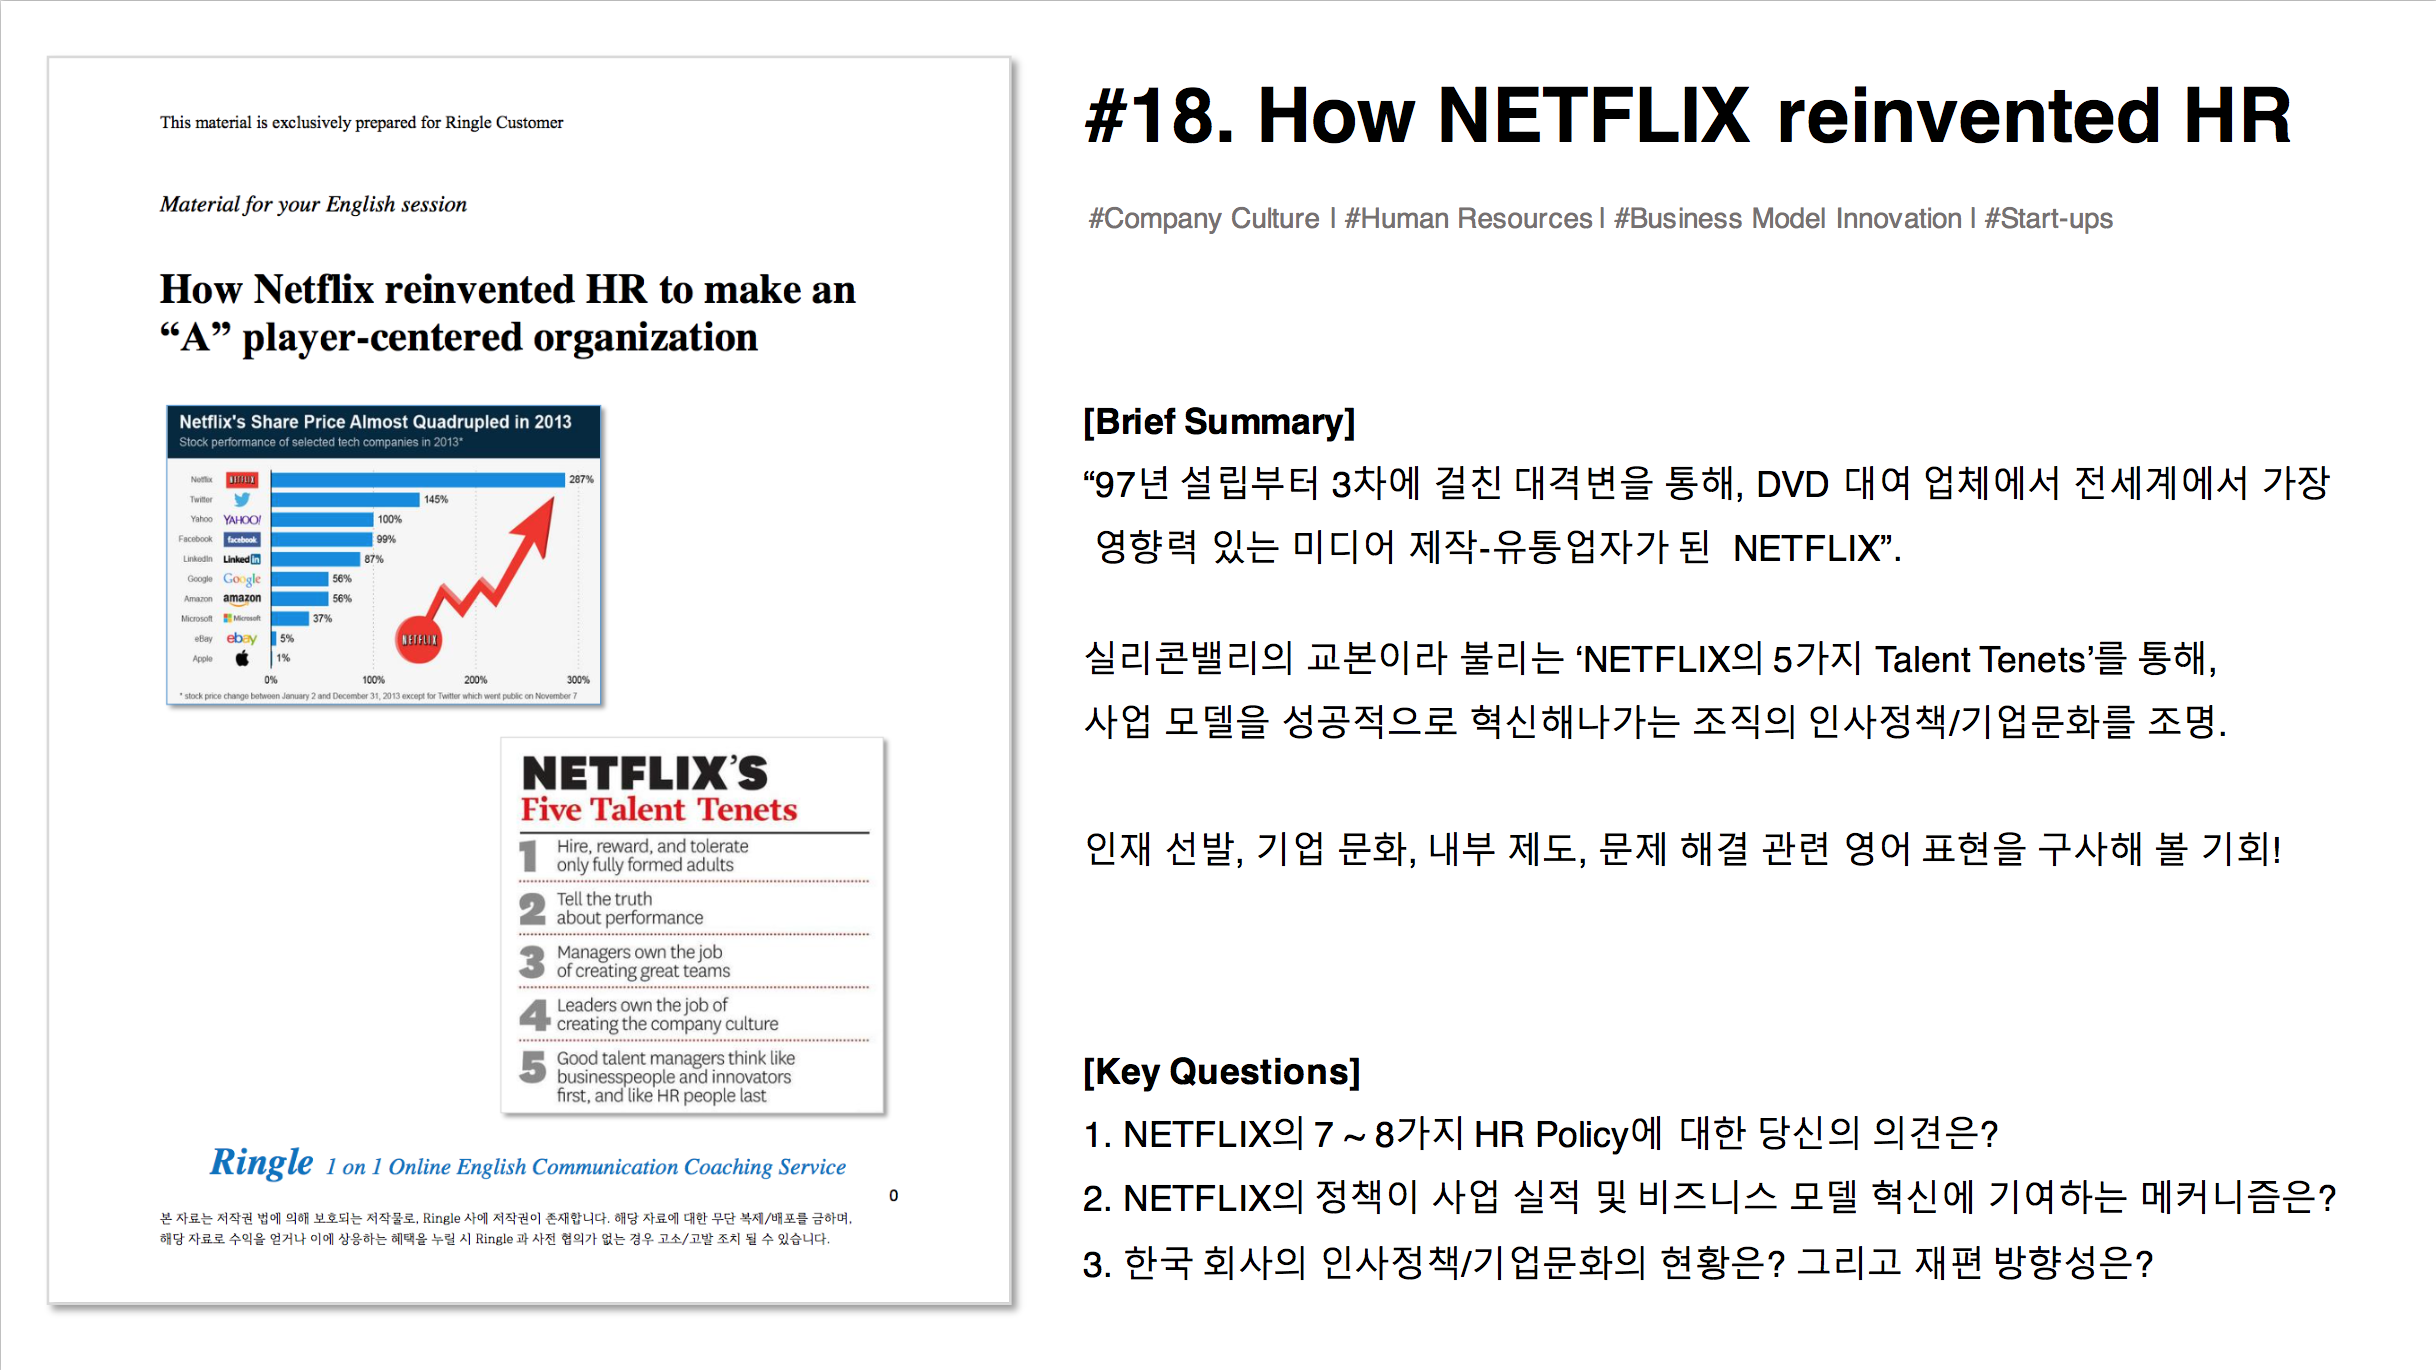 This material is exclusively prepared for Ringle Customer
Material for your English session
How Netflix reinvented HR to make an
“A” player-centered organization
Netflix's Share Price Almost Quadrupled in 2013
Stock performance of selected tech companies in 2013*
Netflix NETFLIX 287%
Twitter 145%
Yahoo YAHOO! 100%
Facebook facebook 99%
LinkedIn Linked in 87%
Google Google 56%
Amazon amazon 56%
Microsoft Microsoft 37%
eBay ebay 5%
Apple 1%
NETFLIX
0% 100% 200% 300%
* stock price change between January 2 and December 31, 2013 except for Twitter which went public on November 7
NETFLIX'S
Five Talent Tenets
1 Hire, reward, and tolerate
only fully formed adults
2 Tell the truth
about performance
3 Managers own the job
of creating great teams
4 Leaders own the job of
creating the company culture
5 Good talent managers think like
businesspeople and innovators
first, and like HR people last
Ringle 1 on 1 Online English Communication Coaching Service
0
본 자료는 저작권 법에 의해 보호되는 저작물로, Ringle 사에 저작권이 존재합니다. 해당 자료에 대한 무단 복제/배포를 금하며,
해당 자료로 수익을 얻거나 이에 상응하는 혜택을 누릴 시 Ringle 과 사전 협의가 없는 경우 고소/고발 조치 될 수 있습니다.
#18. How NETFLIX reinvented HR
#Company Culture | #Human Resources | #Business Model Innovation | #Start-ups
[Brief Summary]
“97년 설립부터 3차에 걸친 대격변을 통해, DVD 대여 업체에서 전세계에서 가장
영향력 있는 미디어 제작-유통업자가 된 NETFLIX”.
실리콘밸리의 교본이라 불리는 ‘NETFLIX의 5가지 Talent Tenets’를 통해,
사업 모델을 성공적으로 혁신해나가는 조직의 인사정책/기업문화를 조명.
인재 선발, 기업 문화, 내부 제도, 문제 해결 관련 영어 표현을 구사해 볼 기회!
[Key Questions]
1. NETFLIX의 7 ~ 8가지 HR Policy에 대한 당신의 의견은?
2. NETFLIX의 정책이 사업 실적 및 비즈니스 모델 혁신에 기여하는 메커니즘은?
3. 한국 회사의 인사정책/기업문화의 현황은? 그리고 재편 방향성은?